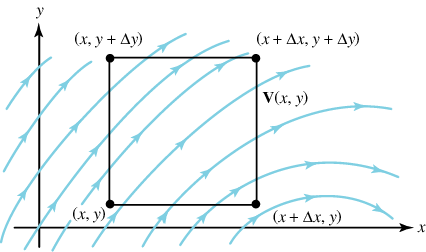 y
(x, y + Δy)
(x + Δx, y + Δy)
V(x, y)
(x, y)
(x + Δx, y)
x